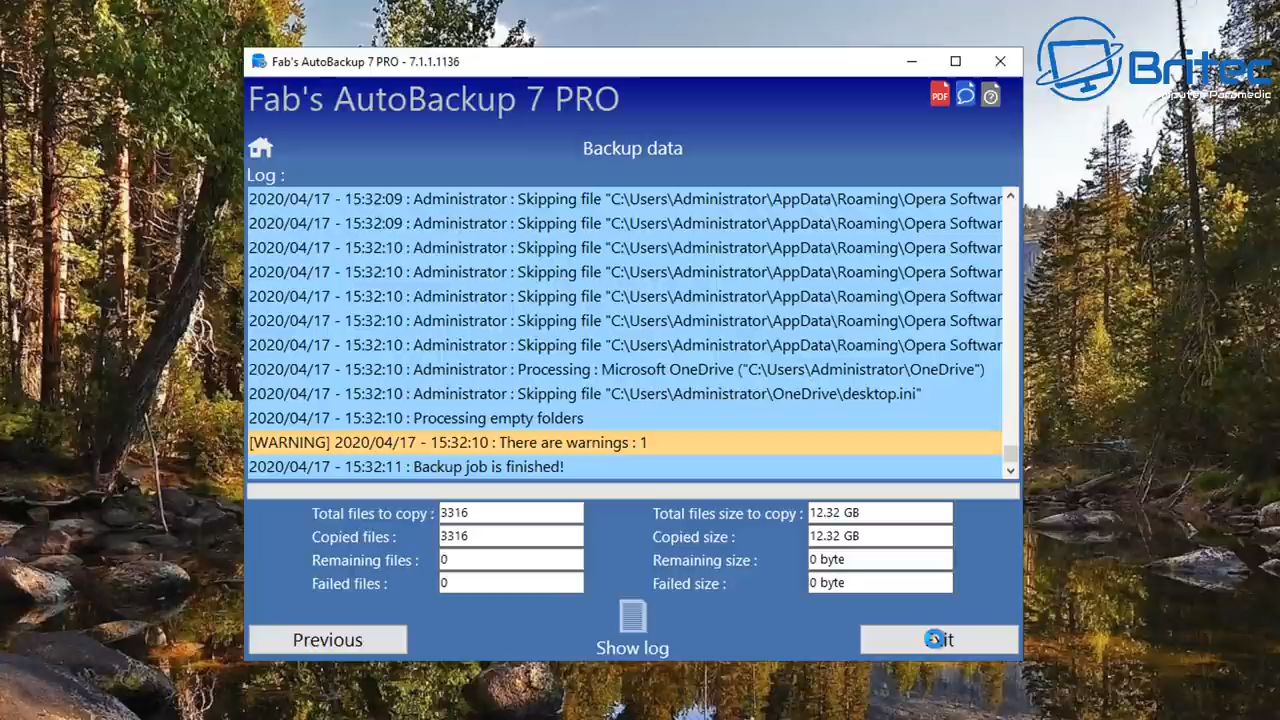 Fab's AutoBackup 7 PRO - 7.1.1.1136
Britec
Computer Paramedic
Fab's AutoBackup 7 PRO
PDF
Backup data
Log :
2020/04/17 - 15:32:09 : Administrator : Skipping file "C:\Users\Administrator\AppData\Roaming\Opera Softwar
2020/04/17 - 15:32:09 : Administrator : Skipping file "C:\Users\Administrator\AppData\Roaming\Opera Softwar
2020/04/17 - 15:32:10 : Administrator : Skipping file "C:\Users\Administrator\AppData\Roaming\Opera Softwar
2020/04/17 - 15:32:10 : Administrator : Skipping file "C:\Users\Administrator\AppData\Roaming\Opera Softwar
2020/04/17 - 15:32:10 : Administrator : Skipping file "C:\Users\Administrator\AppData\Roaming\Opera Softwar
2020/04/17 - 15:32:10 : Administrator : Skipping file "C:\Users\Administrator\AppData\Roaming\Opera Softwar
2020/04/17 - 15:32:10 : Administrator : Skipping file "C:\Users\Administrator\AppData\Roaming\Opera Softwar
2020/04/17 - 15:32:10 : Administrator : Processing : Microsoft OneDrive ("C:\Users\Administrator\OneDrive")
2020/04/17 - 15:32:10 : Administrator : Skipping file "C:\Users\Administrator\OneDrive\desktop.ini"
2020/04/17 - 15:32:10 : Processing empty folders
[WARNING] 2020/04/17 - 15:32:10 : There are warnings : 1
2020/04/17 - 15:32:11 : Backup job is finished!
Total files to copy : 3316 Total files size to copy : 12.32 GB
Copied files : 3316 Copied size : 12.32 GB
Remaining files : 0 Remaining size : 0 byte
Failed files : 0 Failed size : 0 byte
Show log
Previous